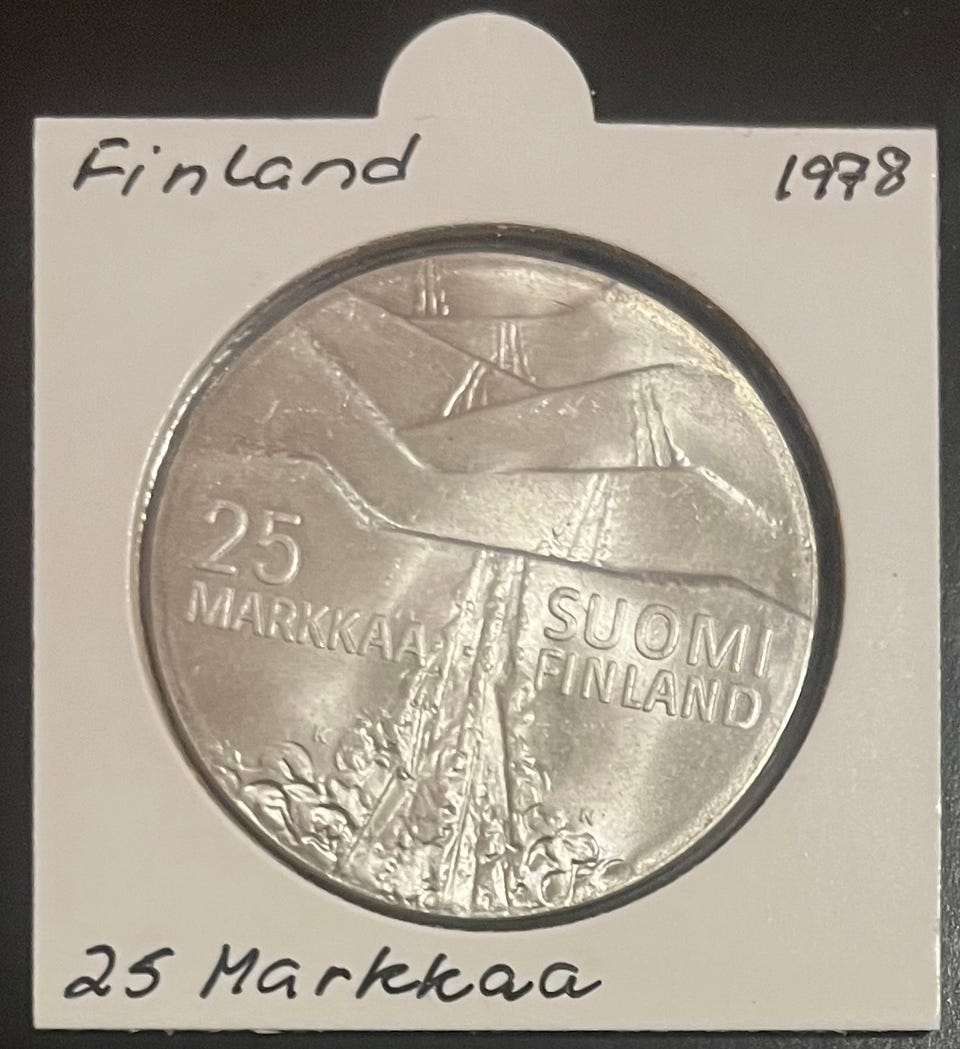 Finland 1978
25
MARKKAA
SUOMI
FINLAND
K
N
25 Markkaa